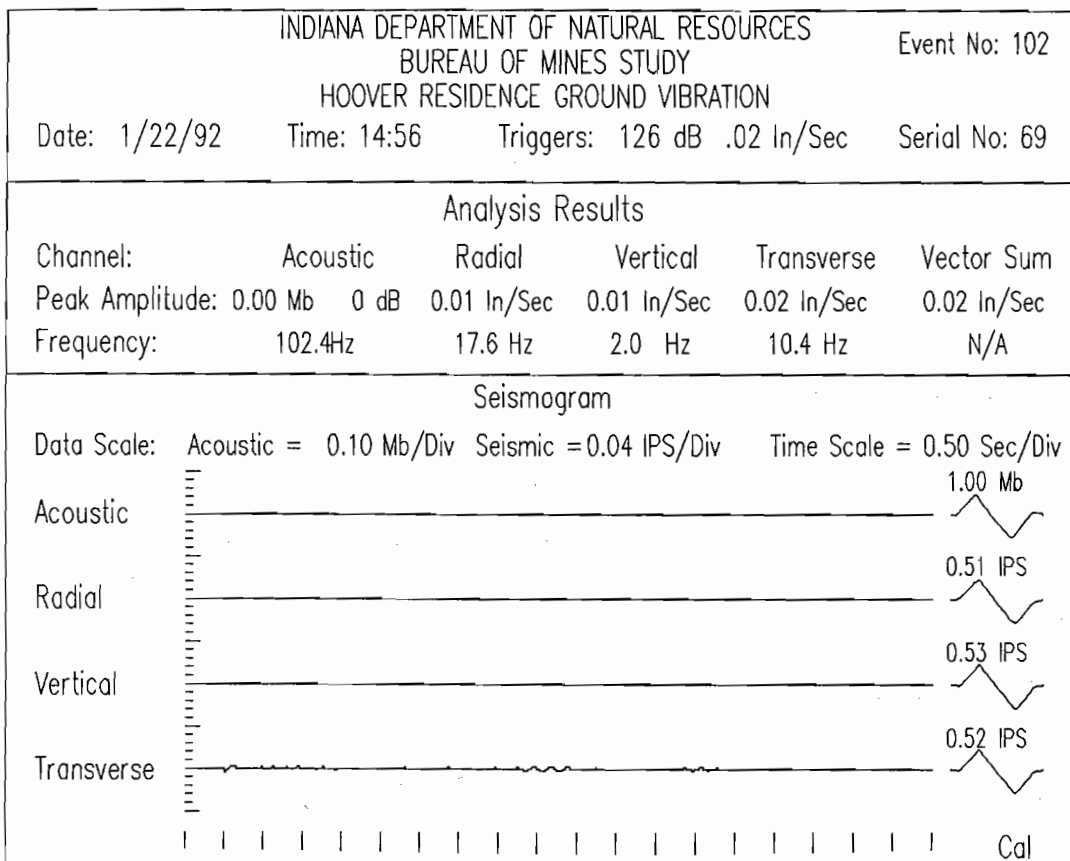 INDIANA DEPARTMENT OF NATURAL RESOURCES
Event No: 102
BUREAU OF MINES STUDY
HOOVER RESIDENCE GROUND VIBRATION
Date: 1/22/92 Time: 14:56 Triggers: 126 dB .02 In/Sec Serial No: 69
Analysis Results
Channel: Acoustic Radial Vertical Transverse Vector Sum
Peak Amplitude: 0.00 Mb 0 dB 0.01 In/Sec 0.01 In/Sec 0.02 In/Sec 0.02 In/Sec
Frequency: 102.4Hz 17.6 Hz 2.0 Hz 10.4 Hz N/A
Seismogram
Data Scale: Acoustic = 0.10 Mb/Div Seismic =0.04 IPS/Div Time Scale = 0.50 Sec/Div
1.00 Mb
Acoustic
0.51 IPS
Radial
0.53 IPS
Vertical
0.52 IPS
Transverse
Cal